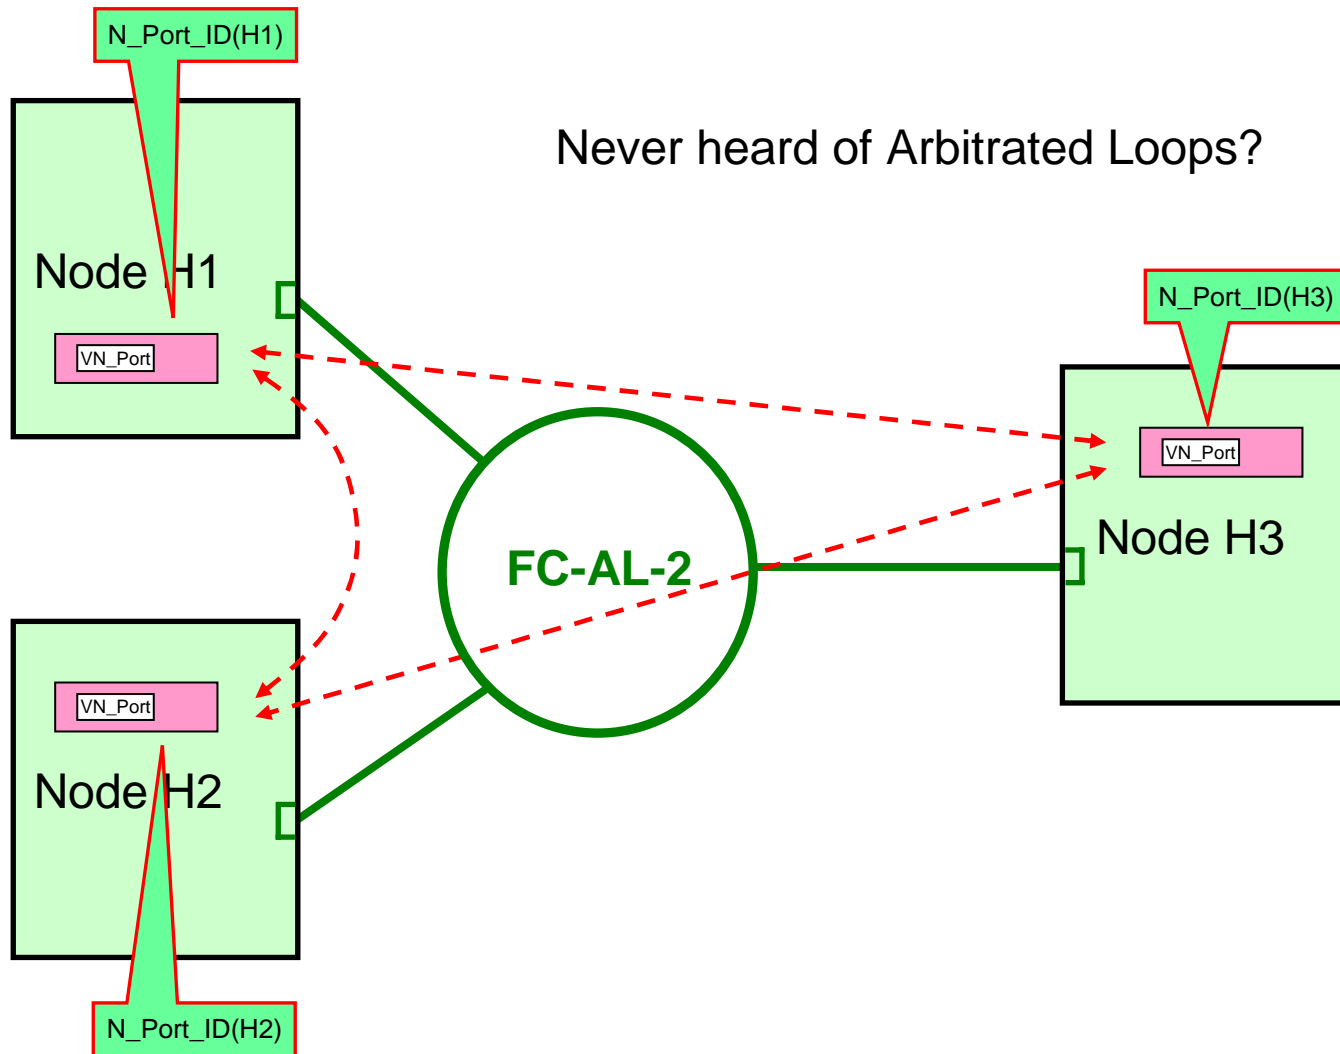 N_Port_ID(H1)
Never heard of Arbitrated Loops?
Node H1
VN_Port
N_Port_ID(H3)
VN_Port
Node H3
FC-AL-2
VN_Port
Node H2
N_Port_ID(H2)